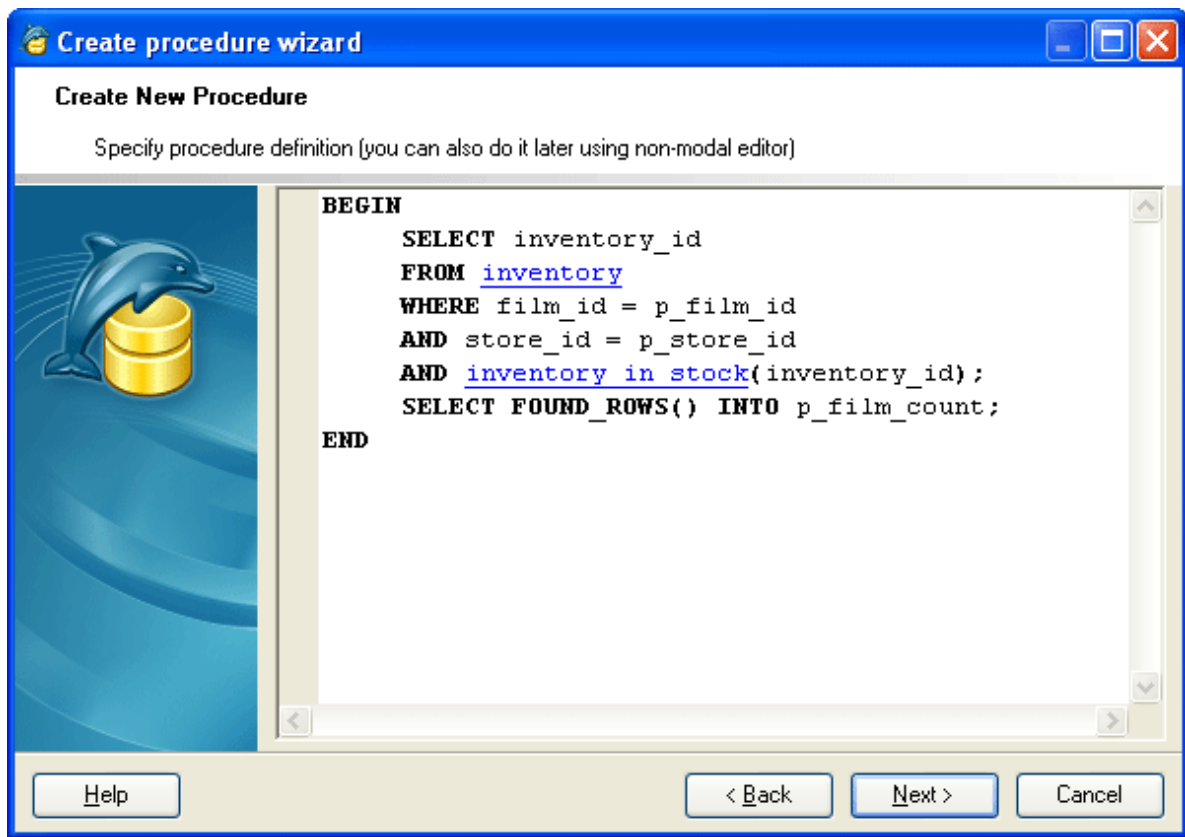 Create procedure wizard
Create New Procedure
Specify procedure definition (you can also do it later using non-modal editor)
BEGIN
SELECT inventory_id
FROM inventory
WHERE film_id = p_film_id
AND store_id = p_store_id
AND inventory_in_stock(inventory_id);
SELECT FOUND_ROWS() INTO p_film_count;
END
Help
< Back
Next >
Cancel